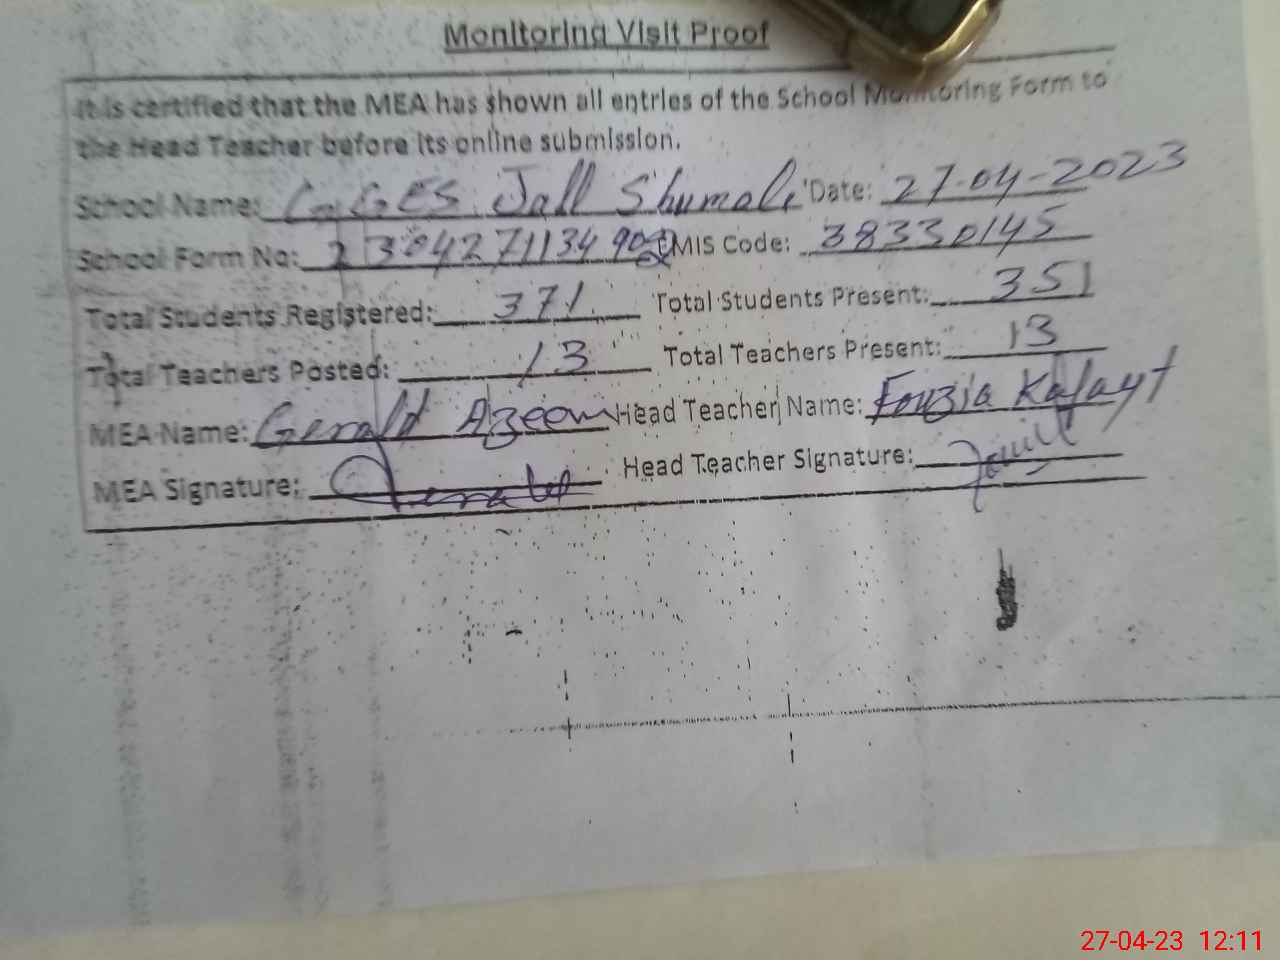 Monitoring Visit Proof
It is certified that the MEA has shown all entries of the School Monitoring Form to
the Head Teacher before its online submission.
School Name: GGES Jall Shumali Date: 27-04-2023
School Form No: EMIS Code: 38330145
Total Students Registered: 371 Total Students Present: 351
Total Teachers Posted: 13 Total Teachers Present: 13
MEA Name: Gerald Azeem Head Teacher Name: Fouzia Kafayt
MEA Signature: Head Teacher Signature:
27-04-23 12:11